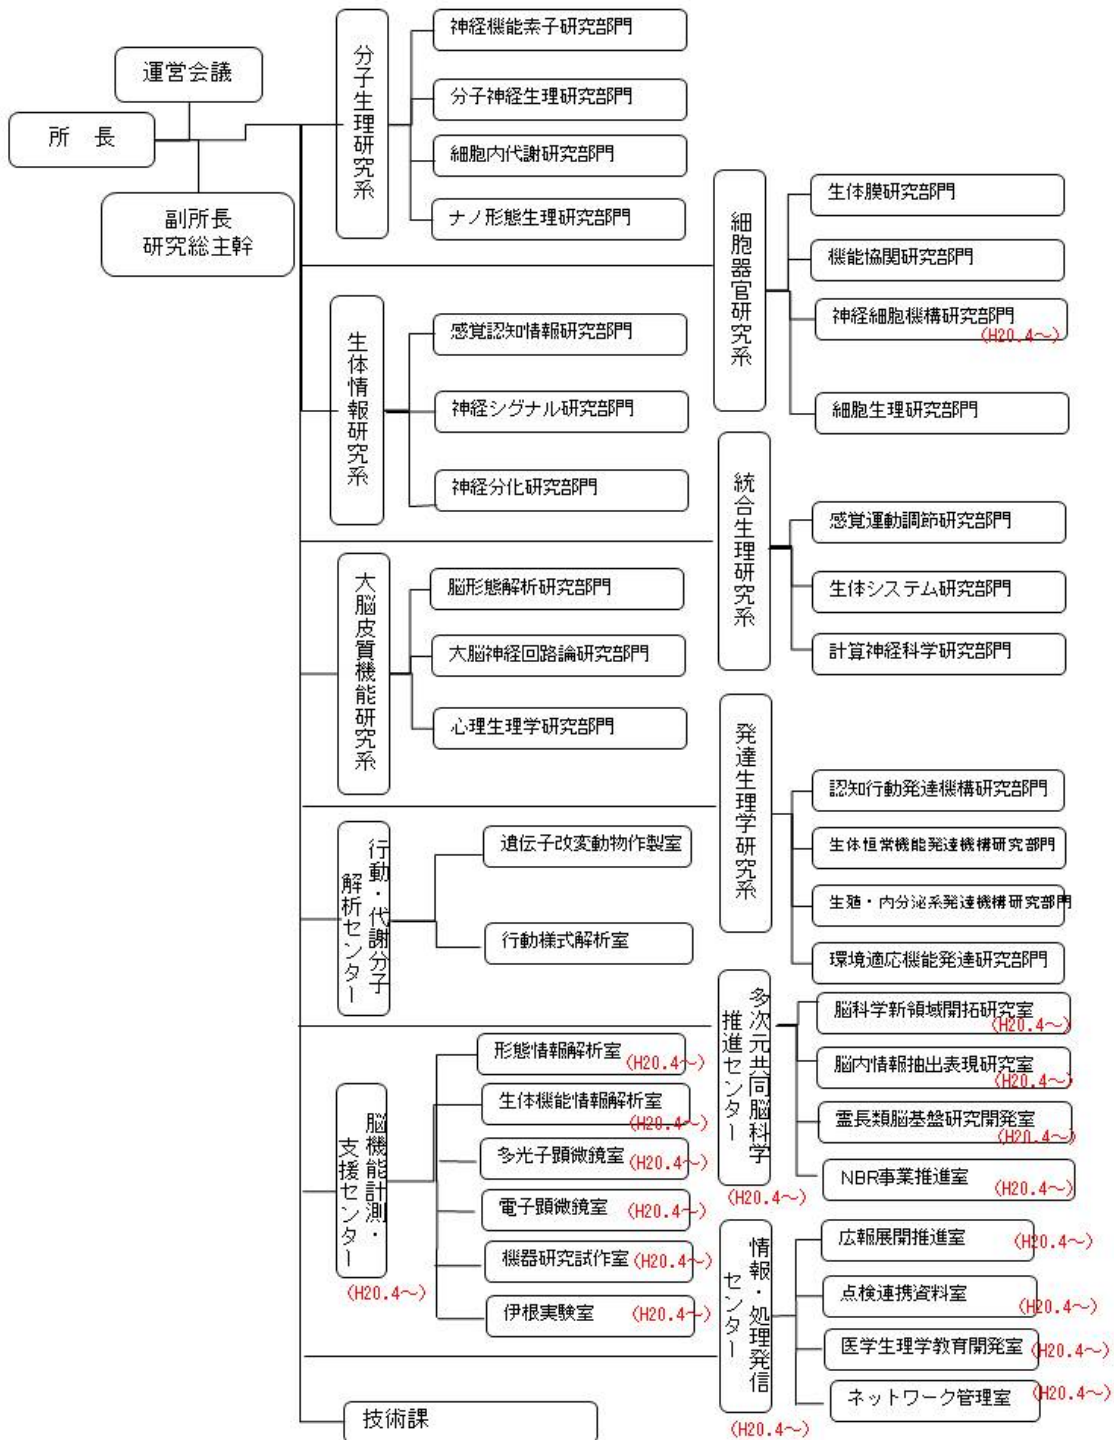 運営会議
所　長
副所長
研究総主幹
分子生理研究系
神経機能素子研究部門
分子神経生理研究部門
細胞内代謝研究部門
ナノ形態生理研究部門
細胞器官研究系
生体膜研究部門
機能協関研究部門
神経細胞機構研究部門
(H20.4～)
細胞生理研究部門
生体情報研究系
感覚認知情報研究部門
神経シグナル研究部門
神経分化研究部門
統合生理研究系
感覚運動調節研究部門
生体システム研究部門
計算神経科学研究部門
大脳皮質機能研究系
脳形態解析研究部門
大脳神経回路論研究部門
心理生理学研究部門
発達生理学研究系
認知行動発達機構研究部門
生体恒常機能発達機構研究部門
生殖・内分泌系発達機構研究部門
環境適応機能発達研究部門
行動・代謝分子
解析センター
遺伝子改変動物作製室
行動様式解析室
多次元共同脳科学
推進センター
(H20.4～)
脳科学新領域開拓研究室
(H20.4～)
脳内情報抽出表現研究室
(H20.4～)
霊長類脳基盤研究開発室
(H20.4～)
NBR事業推進室
(H20.4～)
脳機能計測・
支援センター
(H20.4～)
形態情報解析室
(H20.4～)
生体機能情報解析室
(H20.4～)
多光子顕微鏡室
(H20.4～)
電子顕微鏡室
(H20.4～)
機器研究試作室
(H20.4～)
伊根実験室
(H20.4～)
情報・処理発信
センター
(H20.4～)
広報展開推進室
(H20.4～)
点検連携資料室
(H20.4～)
医学生理学教育開発室
(H20.4～)
ネットワーク管理室
(H20.4～)
技術課